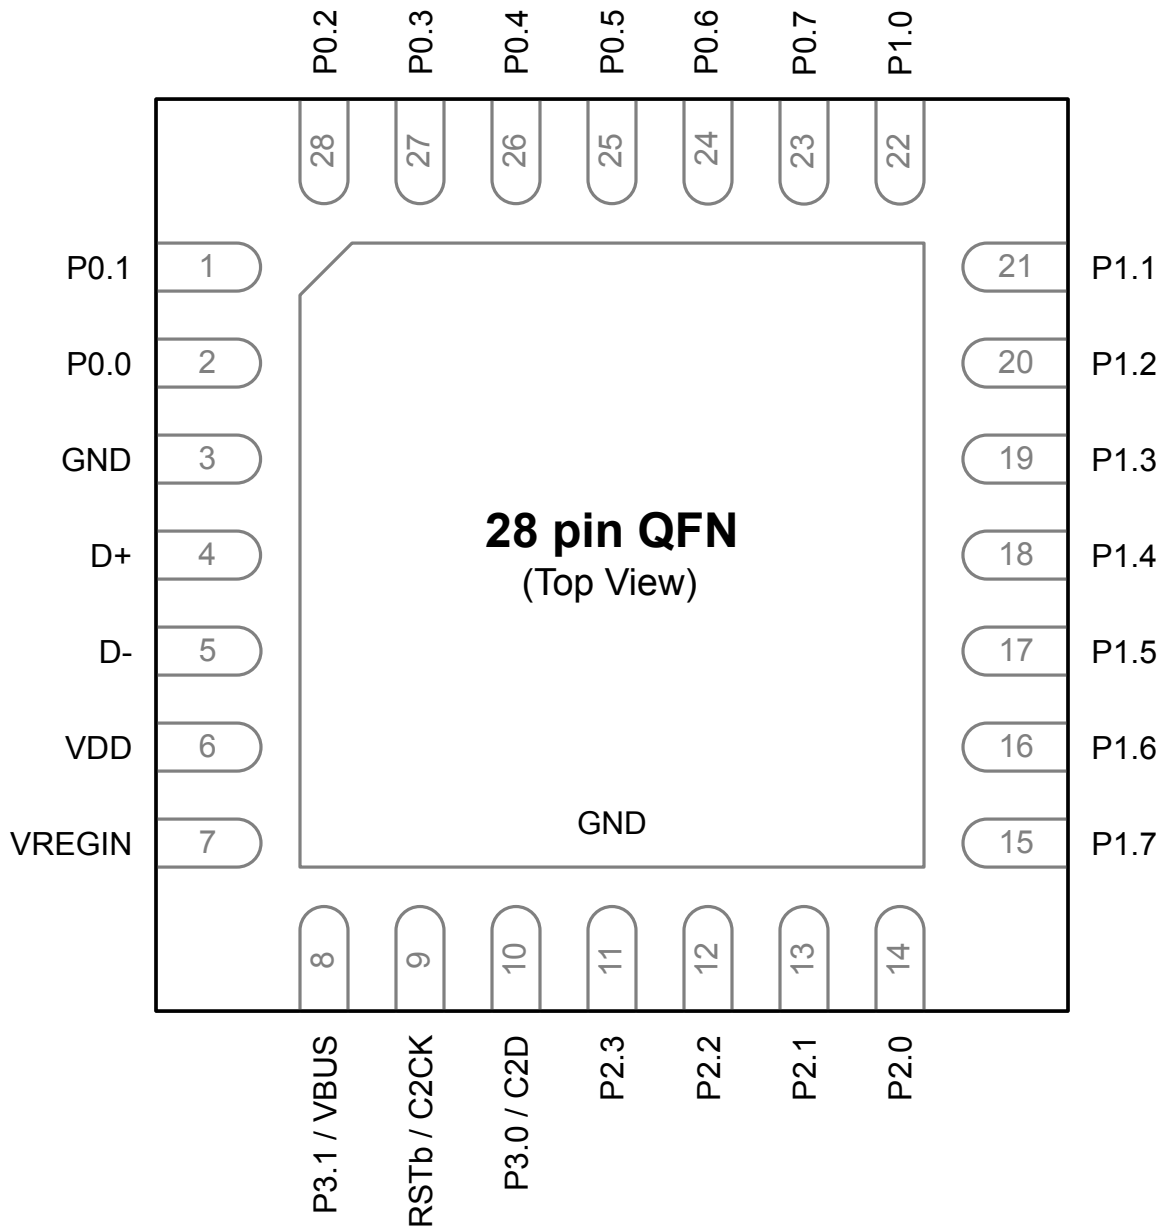 P0.2
P0.3
P0.4
P0.5
P0.6
P0.7
P1.0
28
27
26
25
24
23
22
P0.1 1
21 P1.1
P0.0 2
20 P1.2
GND 3
19 P1.3
D+ 4
18 P1.4
D- 5
17 P1.5
VDD 6
16 P1.6
VREGIN 7
15 P1.7
28 pin QFN
(Top View)
GND
8
9
10
11
12
13
14
P3.1 / VBUS
RSTb / C2CK
P3.0 / C2D
P2.3
P2.2
P2.1
P2.0